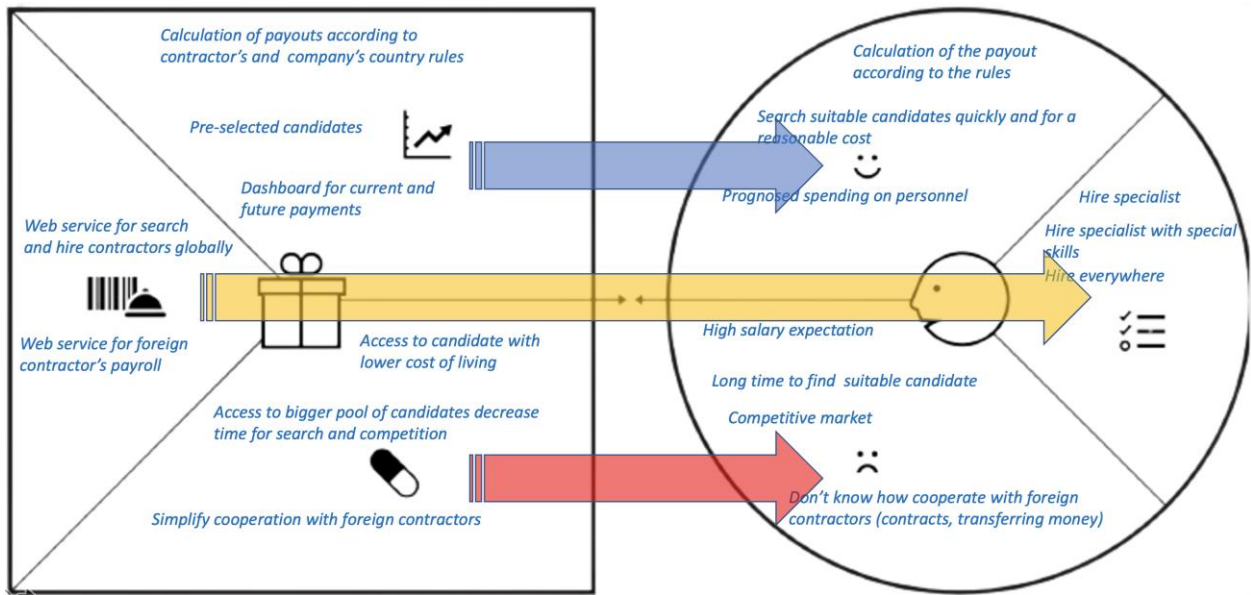 Calculation of payouts according to
contractor's and company's country rules
Pre-selected candidates
Dashboard for current and
future payments
Web service for search
and hire contractors globally
Web service for foreign
contractor's payroll
Access to candidate with
lower cost of living
Access to bigger pool of candidates decrease
time for search and competition
Simplify cooperation with foreign contractors
Calculation of the payout
according to the rules
Search suitable candidates quickly and for a
reasonable cost
Prognosed spending on personnel
Hire specialist
Hire specialist with special
skills
Hire everywhere
High salary expectation
Long time to find suitable candidate
Competitive market
Don't know how cooperate with foreign
contractors (contracts, transferring money)